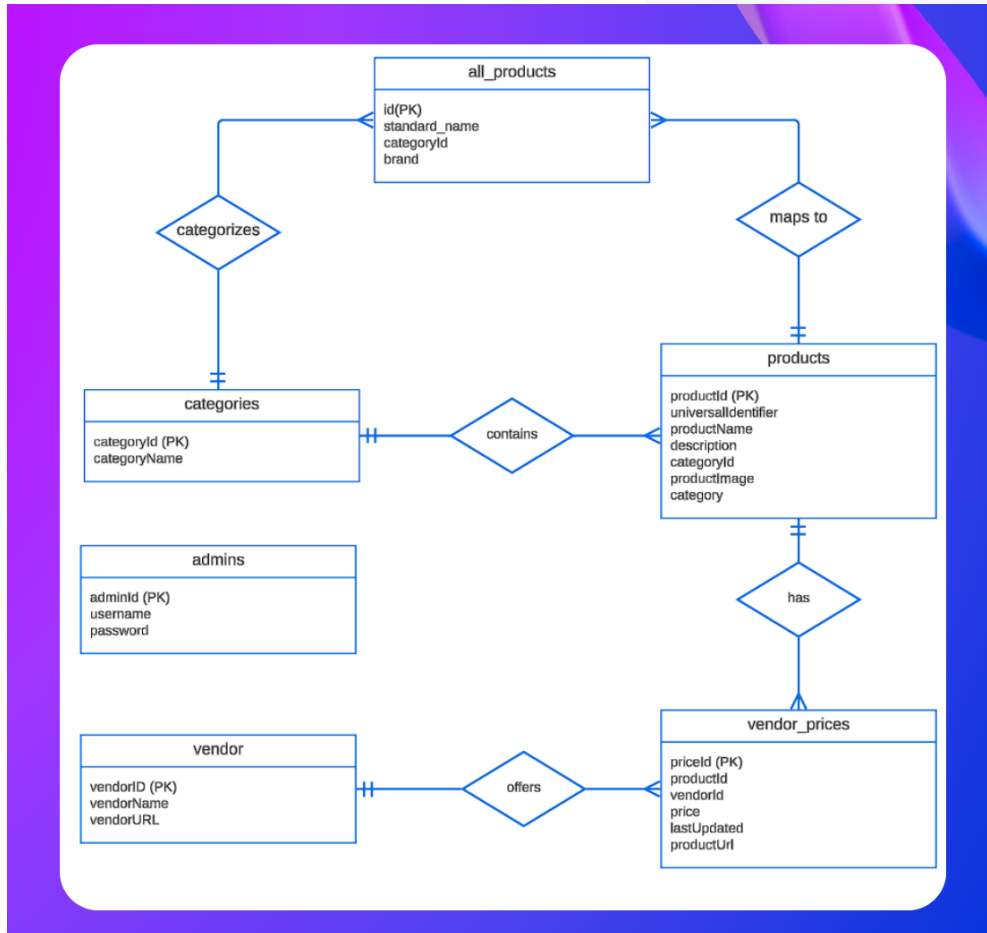 all_products
id(PK)
standard_name
categoryId
brand
categorizes
maps to
categories
categoryId (PK)
categoryName
contains
products
productId (PK)
universalIdentifier
productName
description
categoryId
productImage
category
admins
adminId (PK)
username
password
has
vendor
vendorID (PK)
vendorName
vendorURL
offers
vendor_prices
priceId (PK)
productId
vendorId
price
lastUpdated
productUrl